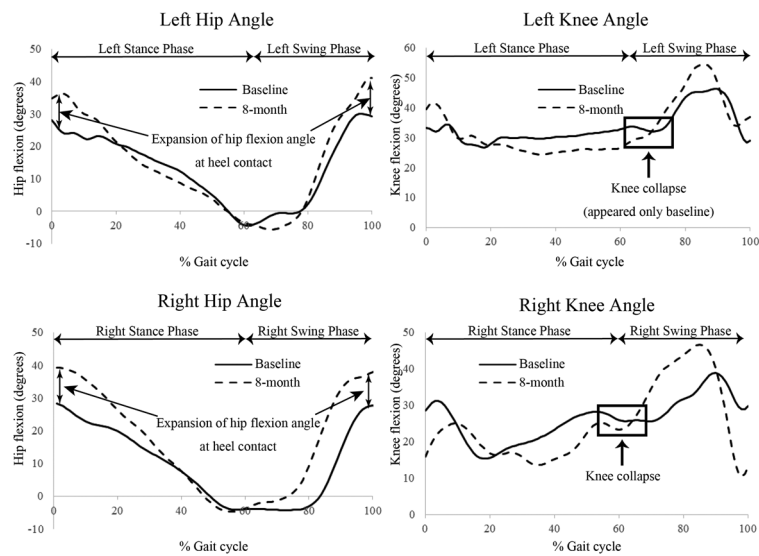 Left Hip Angle
50
40
30
20
10
0
-10
Hip flexion (degrees)
Left Stance Phase
Left Swing Phase
Baseline
8-month
Expansion of hip flexion angle
at heel contact
0
20
40
60
80
100
% Gait cycle
Left Knee Angle
60
50
40
30
20
10
0
Knee flexion (degrees)
Left Stance Phase
Left Swing Phase
Baseline
8-month
Knee collapse
(appeared only baseline)
0
20
40
60
80
100
% Gait cycle
Right Hip Angle
50
40
30
20
10
0
-10
Hip flexion (degrees)
Right Stance Phase
Right Swing Phase
Baseline
8-month
Expansion of hip flexion angle
at heel contact
0
20
40
60
80
100
% Gait cycle
Right Knee Angle
50
40
30
20
10
0
Knee flexion (degrees)
Right Stance Phase
Right Swing Phase
Baseline
8-month
Knee collapse
0
20
40
60
80
100
% Gait cycle